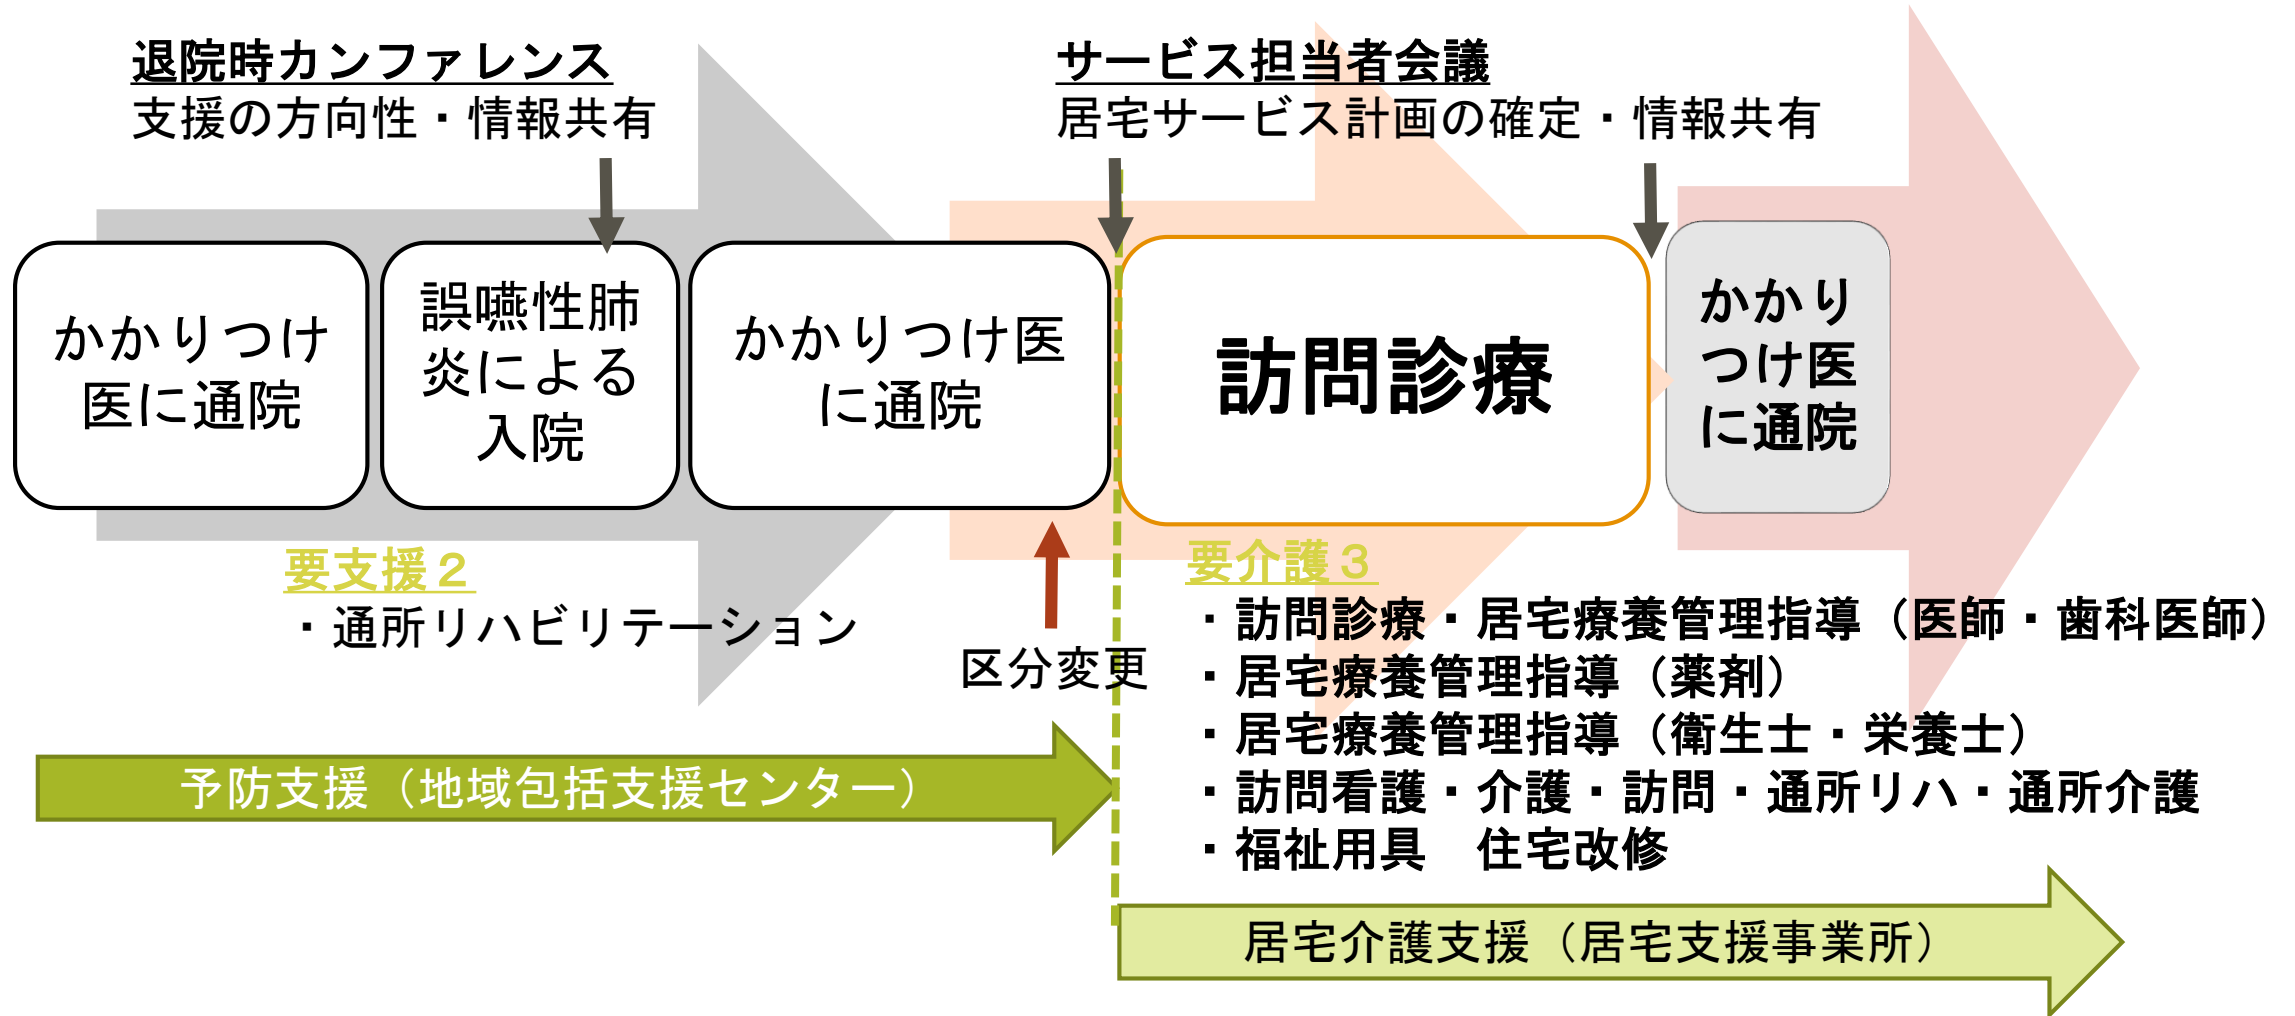 退院時カンファレンス
支援の方向性・情報共有
サービス担当者会議
居宅サービス計画の確定・情報共有
かかりつけ
医に通院
誤嚥性肺
炎による
入院
かかりつけ医
に通院
訪問診療
かかり
つけ医
に通院
要支援２
・通所リハビリテーション
区分変更
要介護３
・訪問診療・居宅療養管理指導（医師・歯科医師）
・居宅療養管理指導（薬剤）
・居宅療養管理指導（衛生士・栄養士）
・訪問看護・介護・訪問・通所リハ・通所介護
・福祉用具　住宅改修
予防支援（地域包括支援センター）
居宅介護支援（居宅支援事業所）